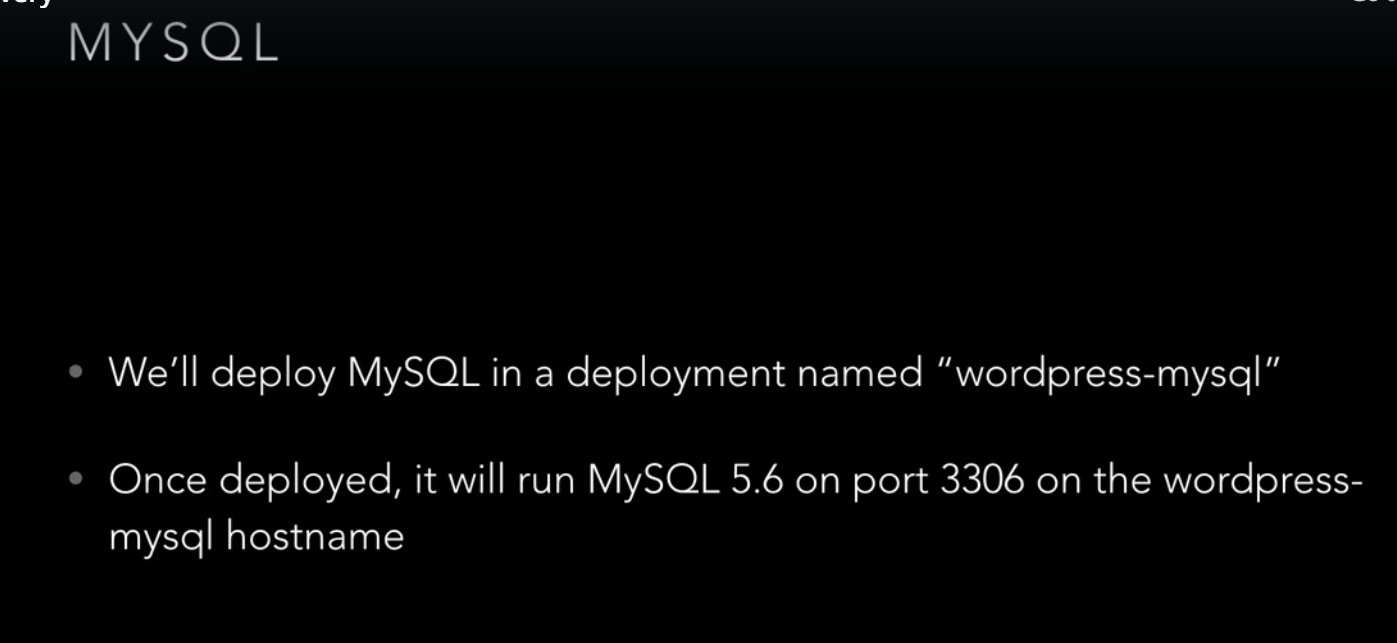 MYSQL
• We’ll deploy MySQL in a deployment named “wordpress-mysql”
• Once deployed, it will run MySQL 5.6 on port 3306 on the wordpress-
mysql hostname